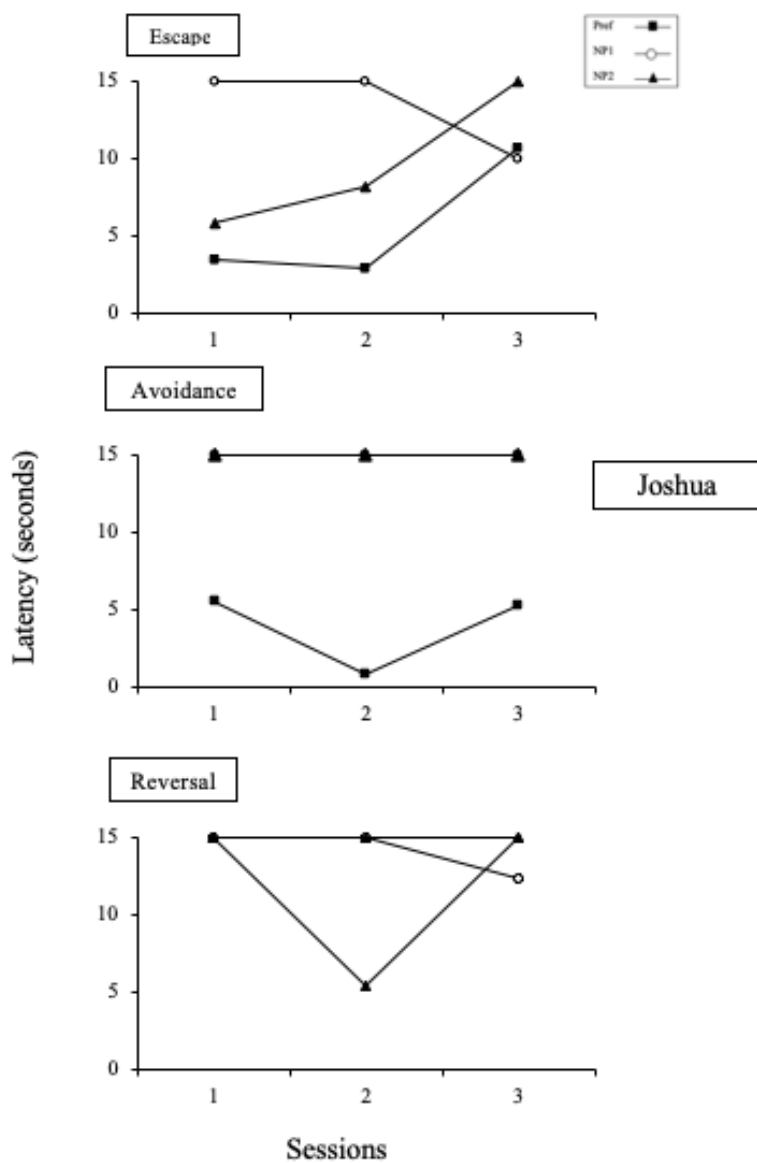 Escape
Pref
NP1
NP2
15
10
5
0
1 2 3
Avoidance
15
10
5
0
1 2 3
Joshua
Latency (seconds)
Reversal
15
10
5
0
1 2 3
Sessions